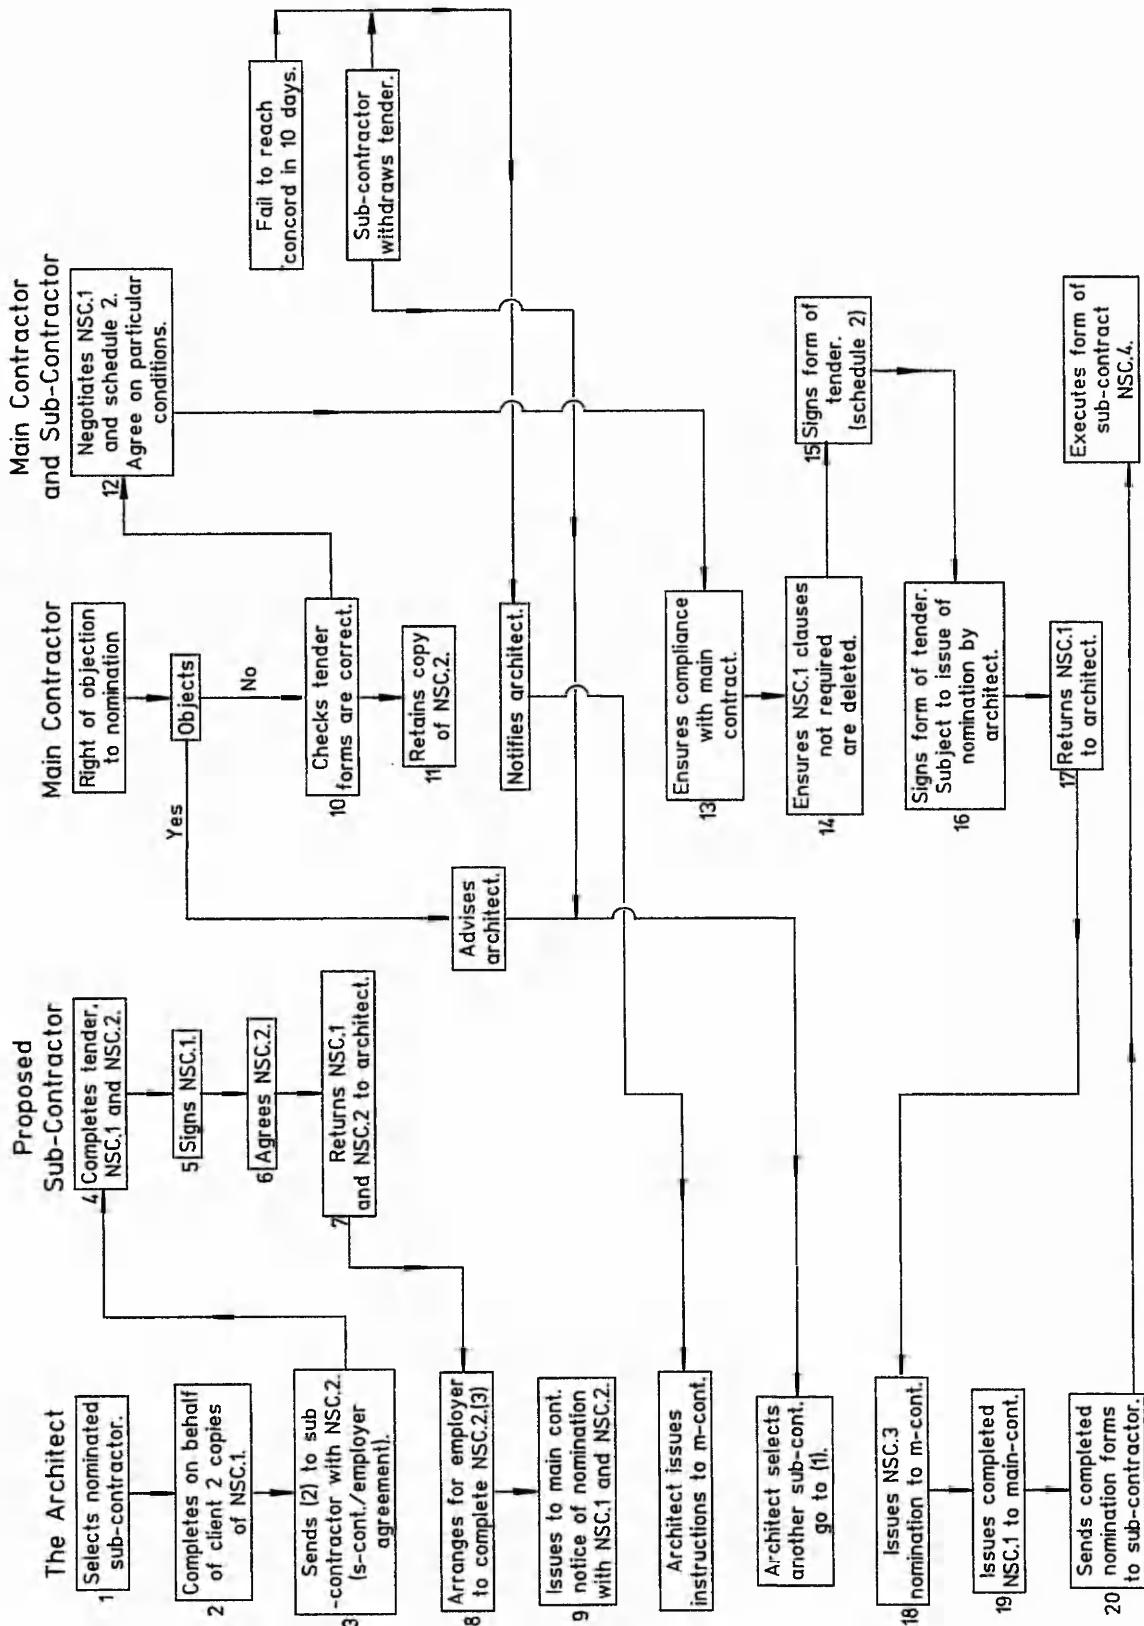 The Architect
1 Selects nominated
sub-contractor.
2 Completes on behalf
of client 2 copies
of NSC.1.
3 Sends (2) to sub
-contractor with NSC.2.
(s-cont./employer
agreement).
8 Arranges for employer
to complete NSC.2.(3)
9 Issues to main cont.
notice of nomination
with NSC.1 and NSC.2.
Architect issues
instructions to m-cont.
Architect selects
another sub-cont.
go to (1).
18 Issues NSC.3
nomination to m-cont.
19 Issues completed
NSC.1 to main-cont.
20 Sends completed
nomination forms
to sub-contractor.
Proposed
Sub-Contractor
4 Completes tender,
NSC.1 and NSC.2.
5 Signs NSC.1.
6 Agrees NSC.2.
7 Returns NSC.1
and NSC.2 to architect.
Main Contractor
Right of objection
to nomination
Objects
Yes
No
Advises
architect.
10 Checks tender
forms are correct.
11 Retains copy
of NSC.2.
Notifies architect.
13 Ensures compliance
with main
contract.
14 Ensures NSC.1 clauses
not required
are deleted.
16 Signs form of tender.
Subject to issue of
nomination by
architect.
17 Returns NSC.1
to architect.
Main Contractor
and Sub-Contractor
12 Negotiates NSC.1
and schedule 2.
Agree on particular
conditions.
Fail to reach
concord in 10 days.
Sub-contractor
withdraws tender.
15 Signs form of
tender.
(schedule 2)
Executes form of
sub-contract
NSC.4.